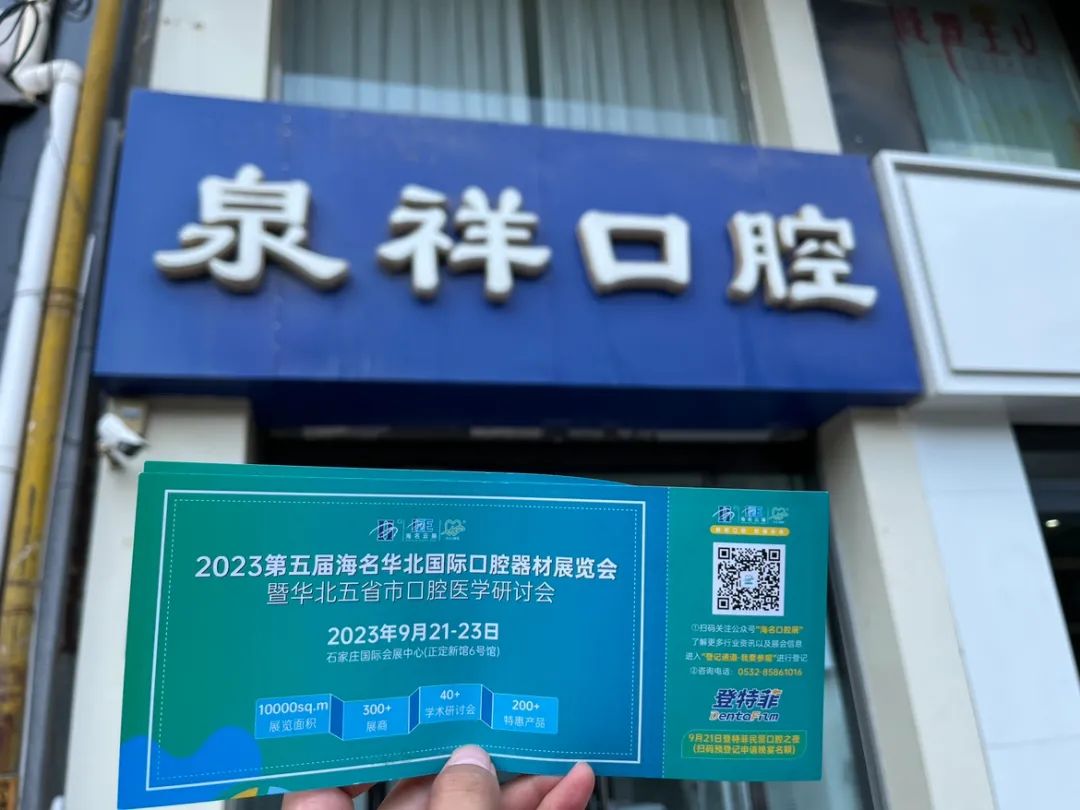 泉祥口腔
海名会展
2023第五届海名华北国际口腔器材展览会
暨华北五省市口腔医学研讨会
2023年9月21-23日
石家庄国际会展中心(正定新馆6号馆)
10000sq.m
展览面积
300+
展商
40+
学术研讨会
200+
特惠产品
①扫码关注公众号"海名口腔展"
了解更多行业资讯以及展会信息
进入"登记通道-我要参观"进行登记
②咨询电话：0532-85861016
登特菲
DentaFilm
9月21日登特菲民营口腔之夜
(扫码预登记申请晚宴名额)